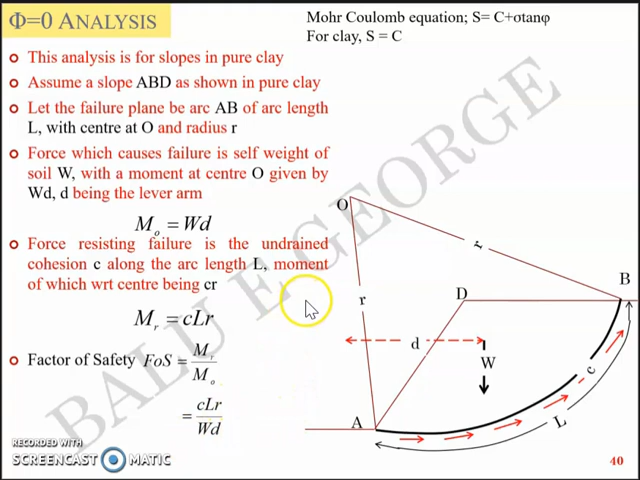 Φ=0 ANALYSIS
Mohr Coulomb equation; S= C+σtanφ
For clay, S = C
This analysis is for slopes in pure clay
Assume a slope ABD as shown in pure clay
Let the failure plane be arc AB of arc length
L, with centre at O and radius r
Force which causes failure is self weight of
soil W, with a moment at centre O given by
Wd, d being the lever arm
M_o = Wd
Force resisting failure is the undrained
cohesion c along the arc length L, moment
of which wrt centre being cr
M_r = cLr
Factor of Safety FoS = M_r / M_o
= cLr / Wd
O
r
r
D
B
d
W
c
A
L
BALU E GEORGE
RECORDED WITH
SCREENCAST MATIC
40